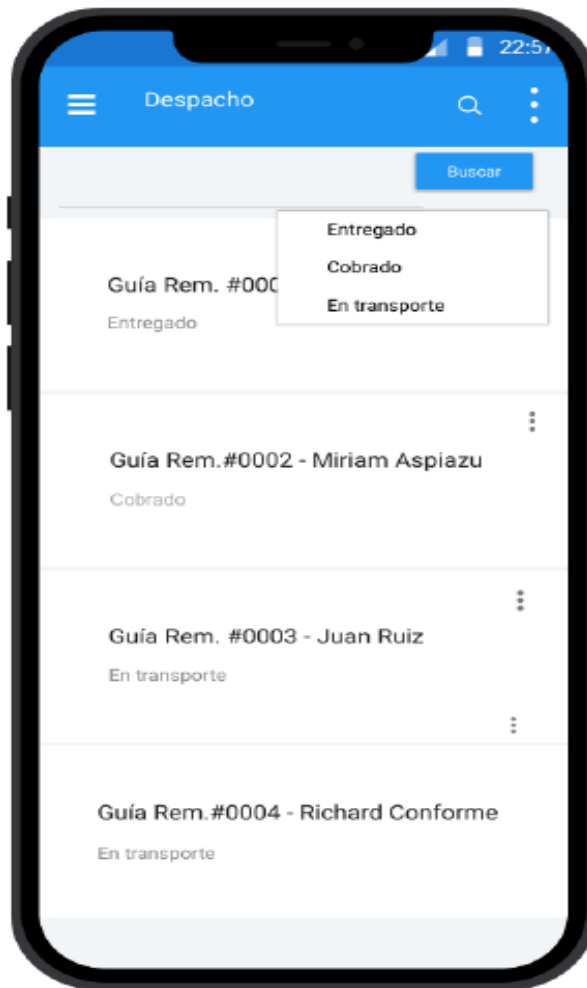 22:57
Despacho
Buscar
Entregado
Cobrado
En transporte
Guía Rem. #000
Entregado
Guía Rem.#0002 - Miriam Aspiazu
Cobrado
Guía Rem. #0003 - Juan Ruiz
En transporte
Guía Rem.#0004 - Richard Conforme
En transporte